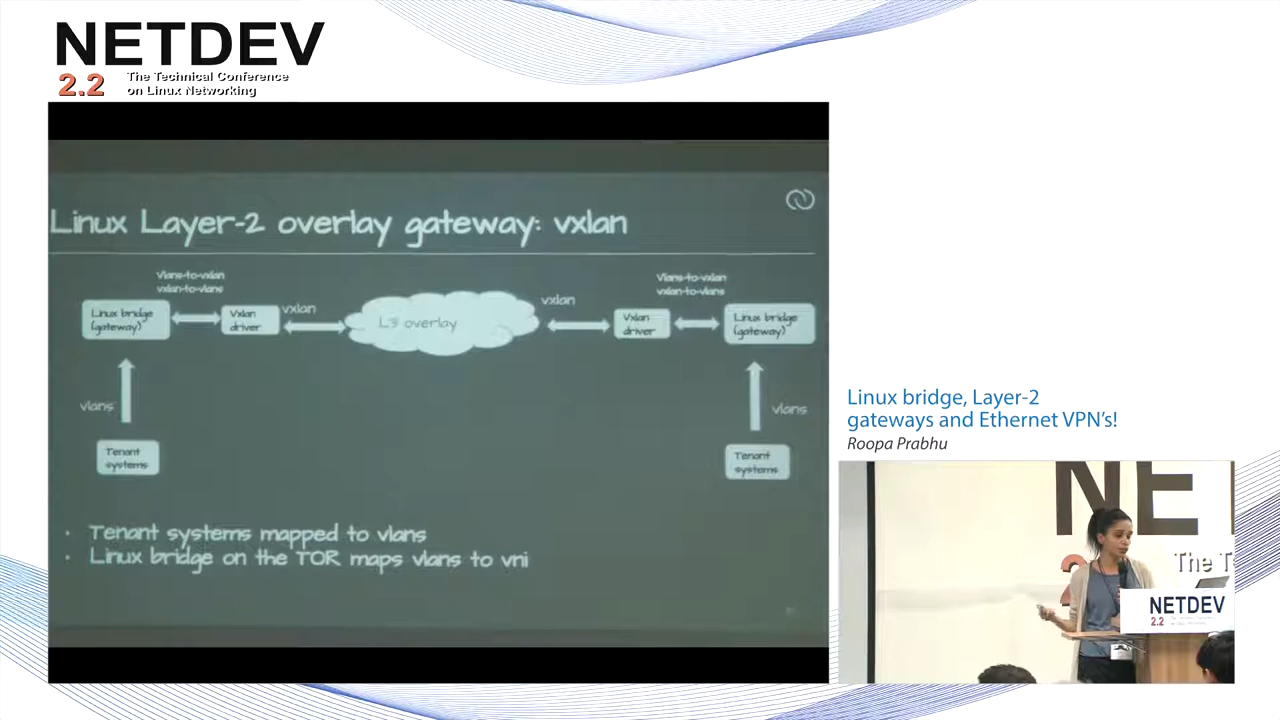 NETDEV
2.2 The Technical Conference
on Linux Networking
Linux Layer-2 overlay gateway: vxlan
Vlans-to-vxlan
vxlan-to-vlans
Vlans-to-vxlan
vxlan-to-vlans
Linux bridge
(gateway)
Vxlan
driver
vxlan
L3 overlay
vxlan
Vxlan
driver
Linux bridge
(gateway)
vlans
vlans
Tenant
systems
Tenant
systems
· Tenant systems mapped to vlans
· Linux bridge on the TOR maps vlans to vni
Linux bridge, Layer-2
gateways and Ethernet VPN's!
Roopa Prabhu
NE
2
The T
NETDEV
2.2